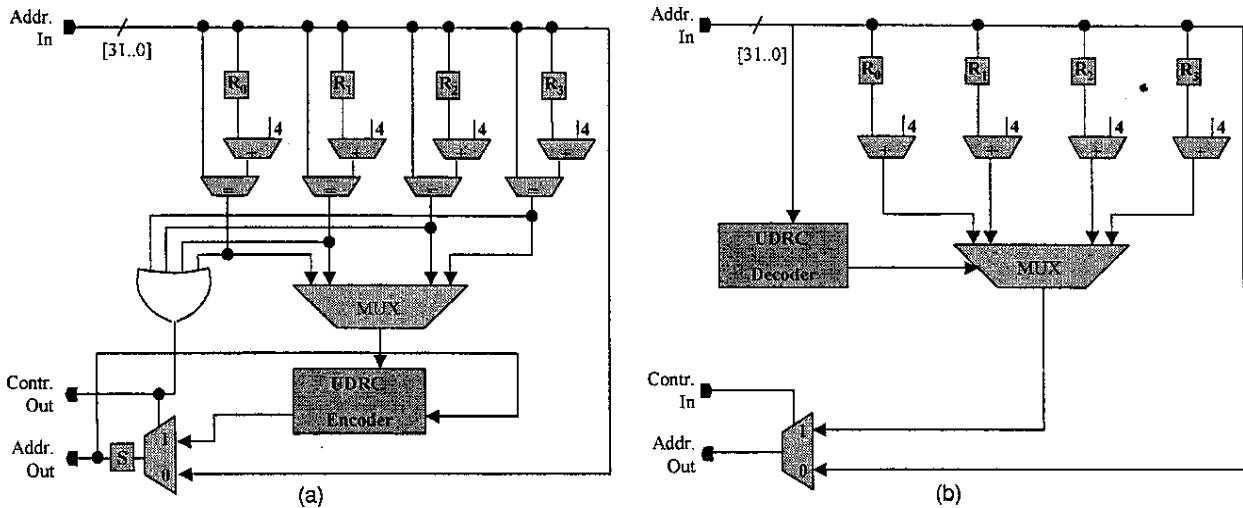 Addr.
In
[31..0]
R0
R1
R2
R3
4
4
4
4
+
+
+
=
=
=
=
=
MUX
UDRC
Encoder
Contr.
Out
Addr.
Out
S
1
0
(a)
Addr.
In
[31..0]
R0
R1
R2
R3
4
4
4
4
+
+
+
+
UDRC
Decoder
MUX
Contr.
In
Addr.
Out
1
0
(b)